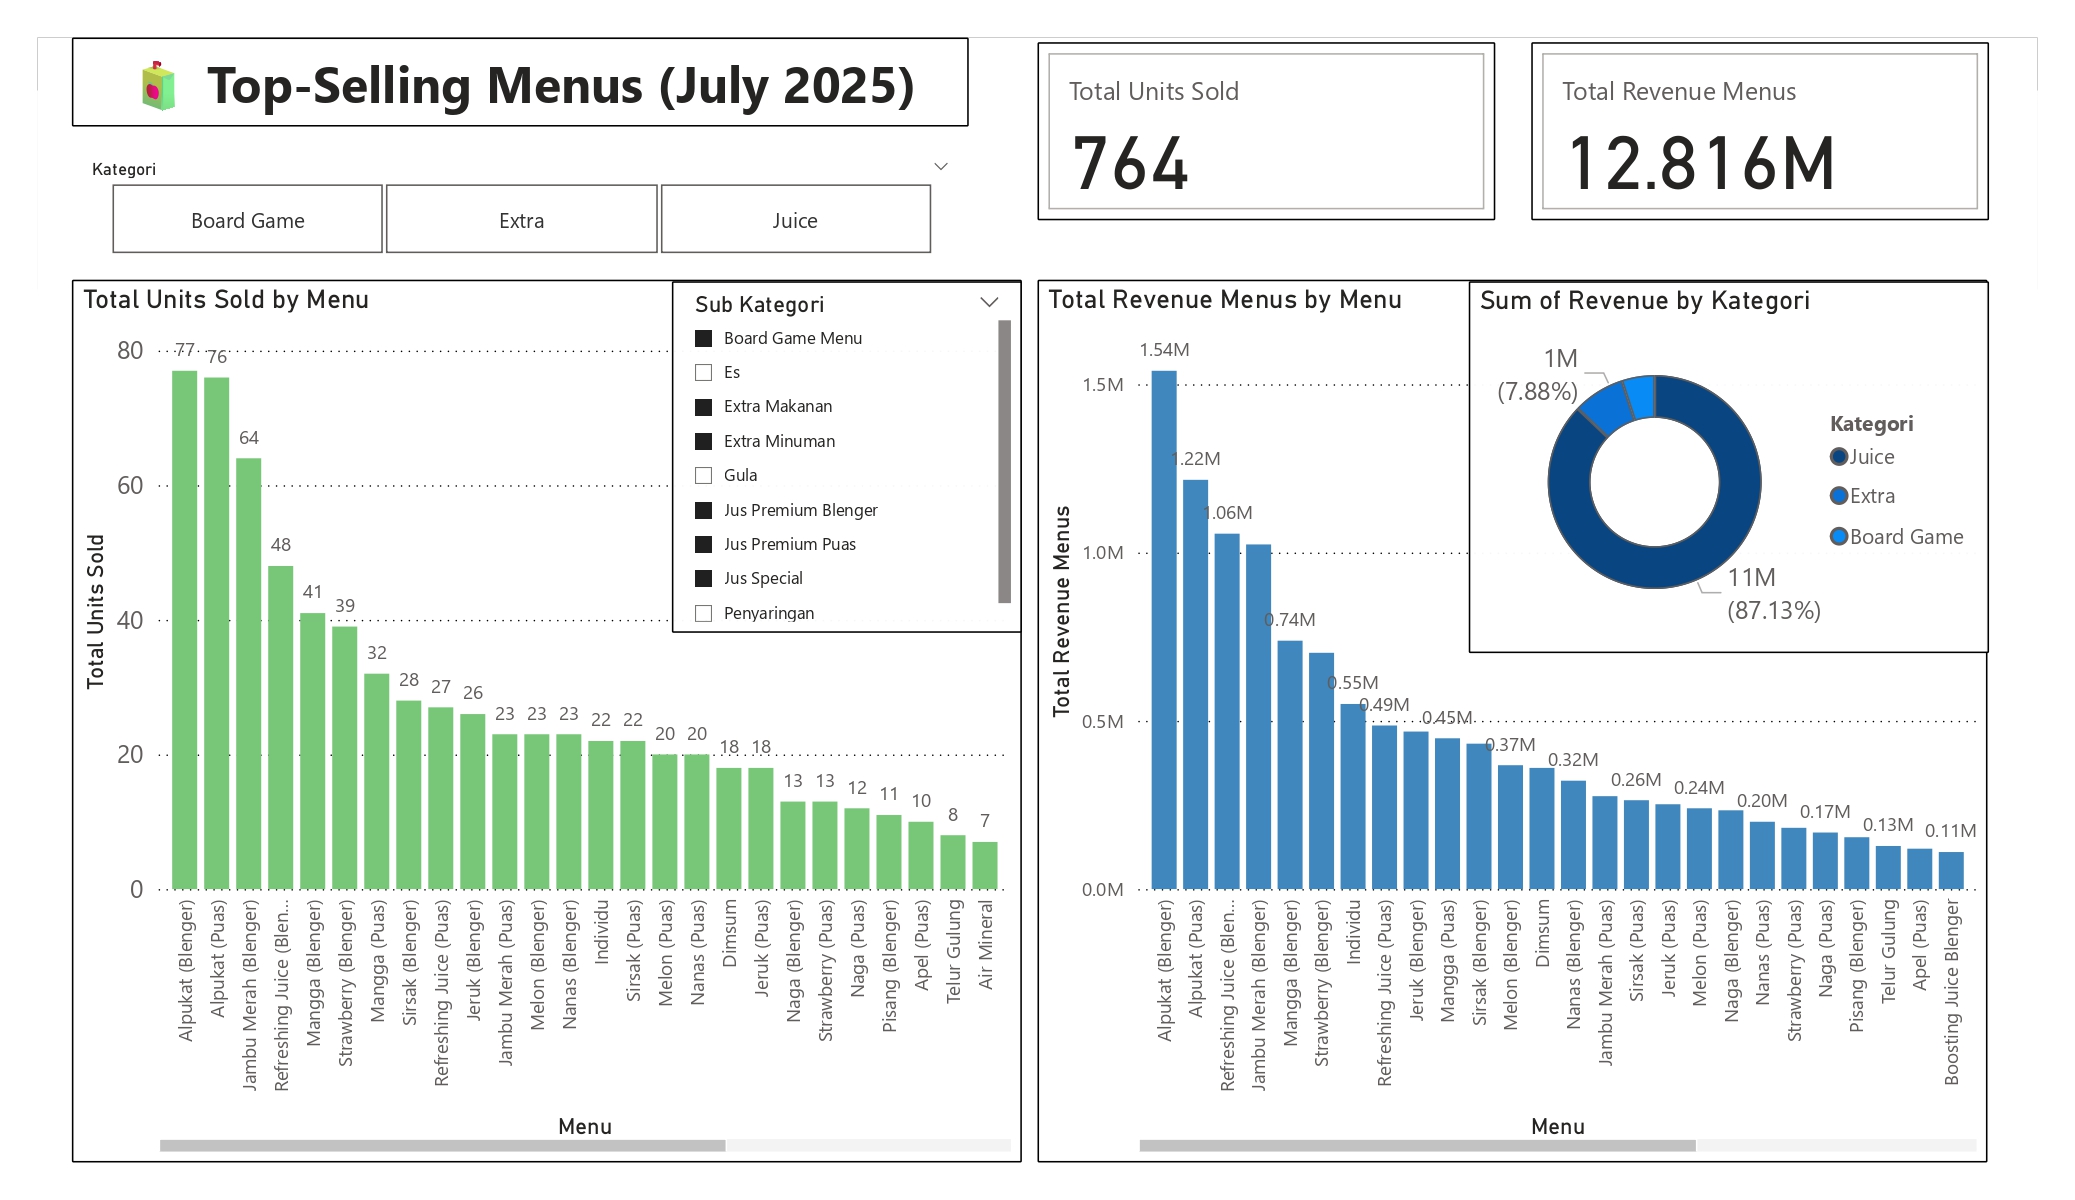 Top-Selling Menus (July 2025)
Total Units Sold
764
Total Revenue Menus
12.816M
Kategori
Board Game
Extra
Juice
Total Units Sold by Menu
Sub Kategori
Board Game Menu
Es
Extra Makanan
Extra Minuman
Gula
Jus Premium Blenger
Jus Premium Puas
Jus Special
Penyaringan
Total Units Sold
80
60
40
20
0
77
76
64
48
41
39
32
28
27
26
23
23
23
22
22
20
20
18
18
13
13
12
11
10
8
7
Alpukat (Blenger)
Alpukat (Puas)
Jambu Merah (Blenger)
Refreshing Juice (Blen...
Mangga (Blenger)
Strawberry (Blenger)
Mangga (Puas)
Sirsak (Blenger)
Refreshing Juice (Puas)
Jeruk (Blenger)
Jambu Merah (Puas)
Melon (Blenger)
Nanas (Blenger)
Individu
Sirsak (Puas)
Melon (Puas)
Nanas (Puas)
Dimsum
Jeruk (Puas)
Naga (Blenger)
Strawberry (Puas)
Naga (Puas)
Pisang (Blenger)
Apel (Puas)
Telur Gulung
Air Mineral
Menu
Total Revenue Menus by Menu
Sum of Revenue by Kategori
1M
(7.88%)
11M
(87.13%)
Kategori
Juice
Extra
Board Game
Total Revenue Menus
1.5M
1.0M
0.5M
0.0M
1.54M
1.22M
1.06M
0.74M
0.55M
0.49M
0.45M
0.37M
0.32M
0.26M
0.24M
0.20M
0.17M
0.13M
0.11M
Alpukat (Blenger)
Alpukat (Puas)
Refreshing Juice (Blen...
Jambu Merah (Blenger)
Mangga (Blenger)
Strawberry (Blenger)
Individu
Refreshing Juice (Puas)
Jeruk (Blenger)
Mangga (Puas)
Sirsak (Blenger)
Melon (Blenger)
Dimsum
Nanas (Blenger)
Jambu Merah (Puas)
Sirsak (Puas)
Jeruk (Puas)
Melon (Puas)
Naga (Blenger)
Nanas (Puas)
Strawberry (Puas)
Naga (Puas)
Pisang (Blenger)
Telur Gulung
Apel (Puas)
Boosting Juice Blenger
Menu